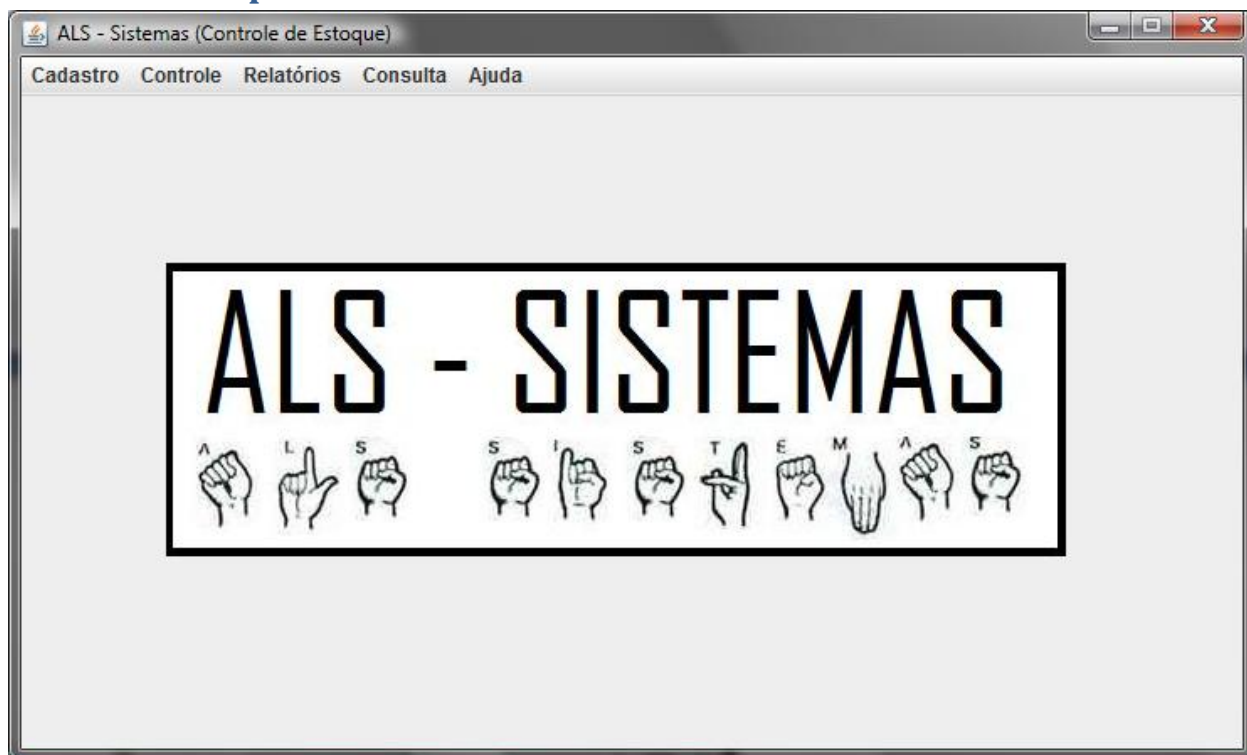 ALS - Sistemas (Controle de Estoque)
Cadastro Controle Relatórios Consulta Ajuda
ALS - SISTEMAS
A L S S I S T E M A S